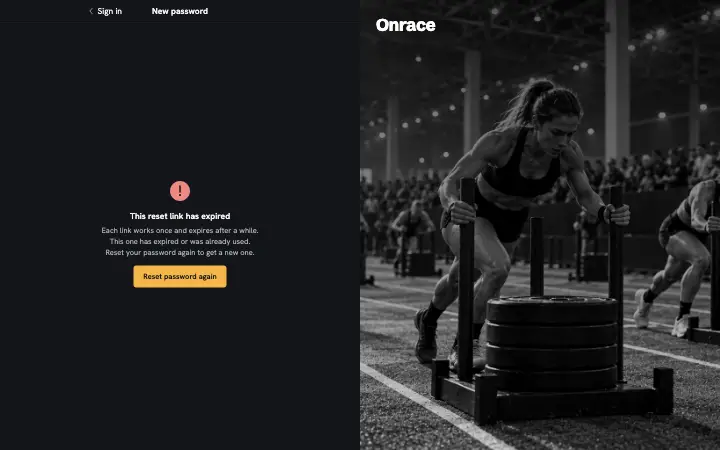 Sign in
New password
Onrace
This reset link has expired
Each link works once and expires after a while.
This one has expired or was already used.
Reset your password again to get a new one.
Reset password again